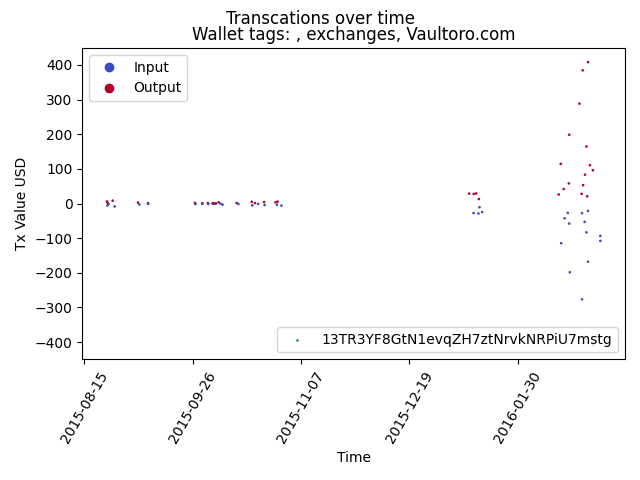 Transcations over time
Wallet tags: , exchanges, Vaultoro.com
Input
Output
400
300
200
100
0
−100
−200
−300
−400
Tx Value USD
13TR3YF8GtN1evqZH7ztNrvkNRPiU7mstg
2015-08-15
2015-09-26
2015-11-07
2015-12-19
2016-01-30
Time